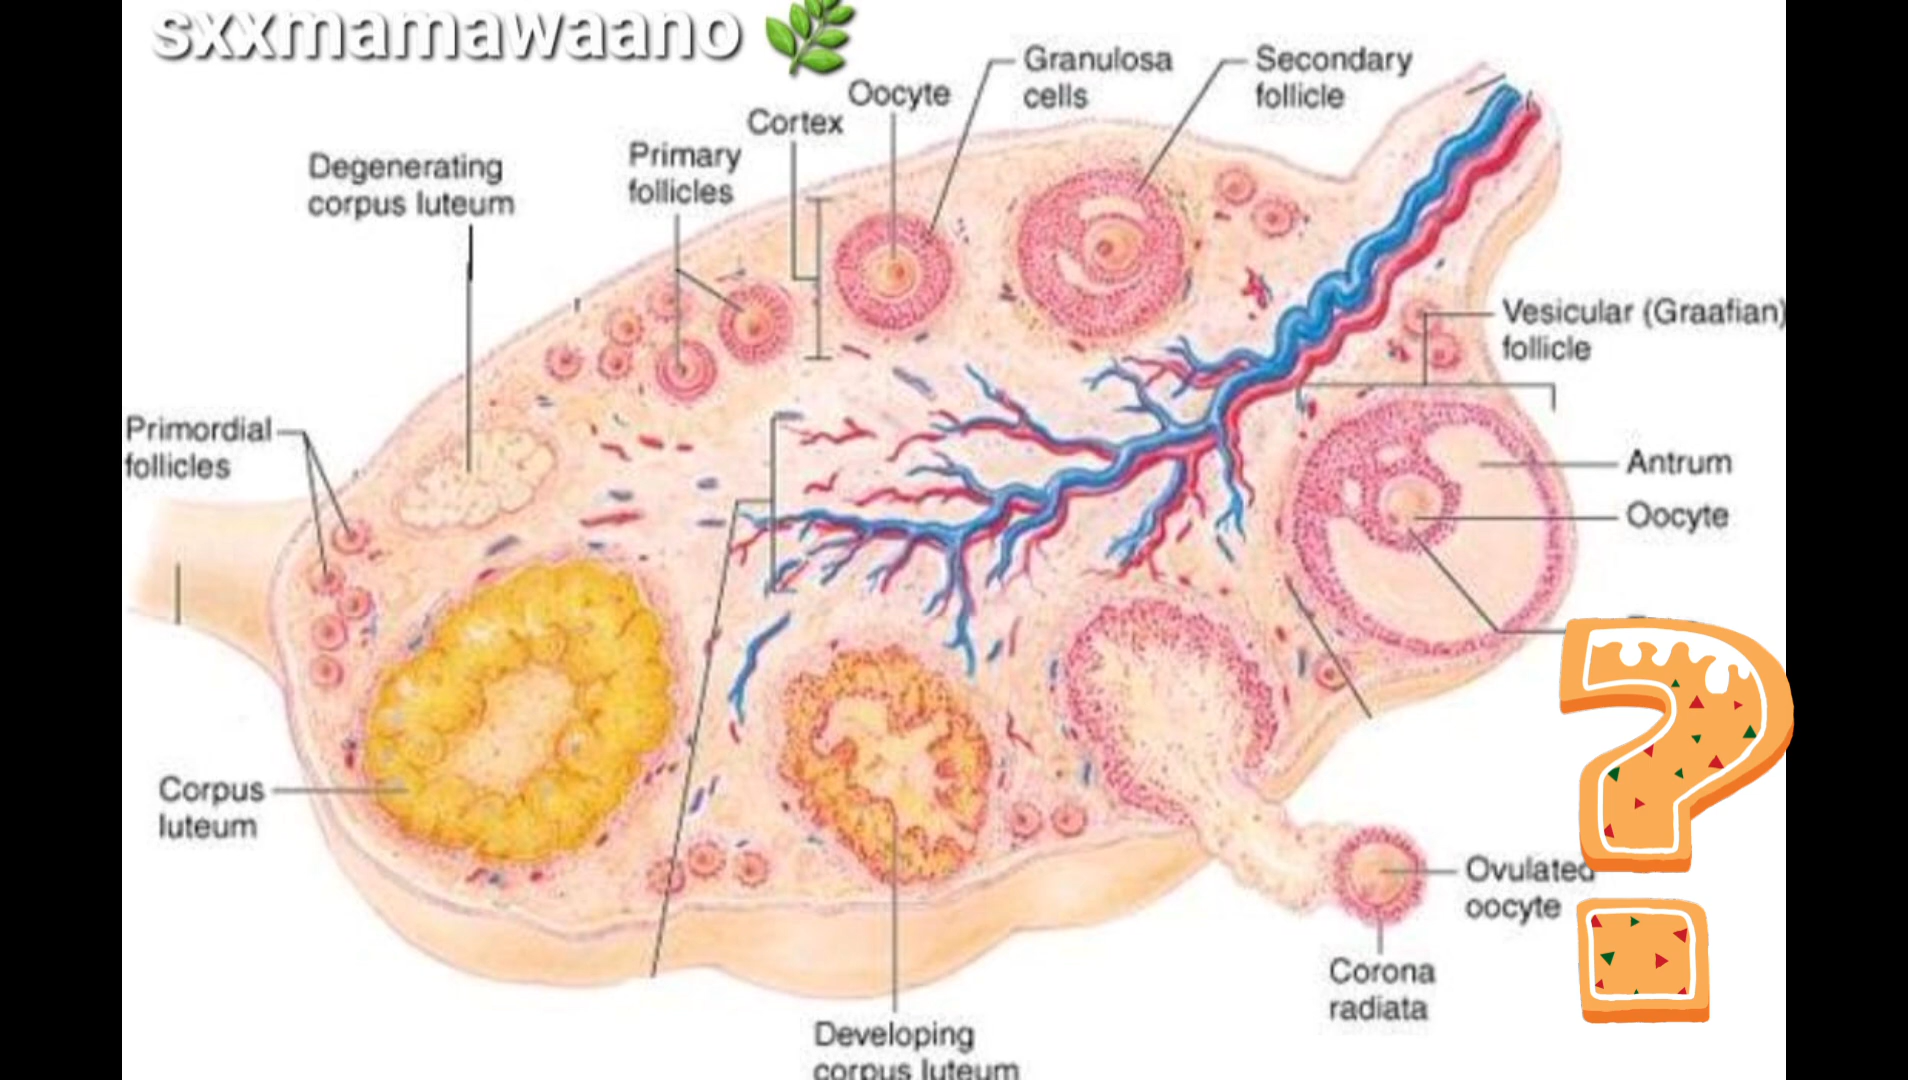 sxxmamawaano
Granulosa
cells
Secondary
follicle
Oocyte
Cortex
Primary
follicles
Degenerating
corpus luteum
Vesicular (Graafian)
follicle
Primordial
follicles
Antrum
Oocyte
Corpus
luteum
Ovulated
oocyte
Corona
radiata
Developing
corpus luteum
?